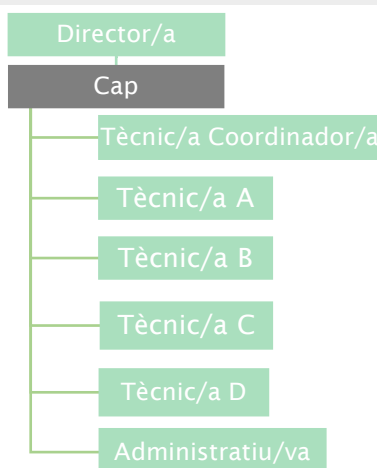 Director/a
Cap
Tècnic/a Coordinador/a
Tècnic/a A
Tècnic/a B
Tècnic/a C
Tècnic/a D
Administratiu/va